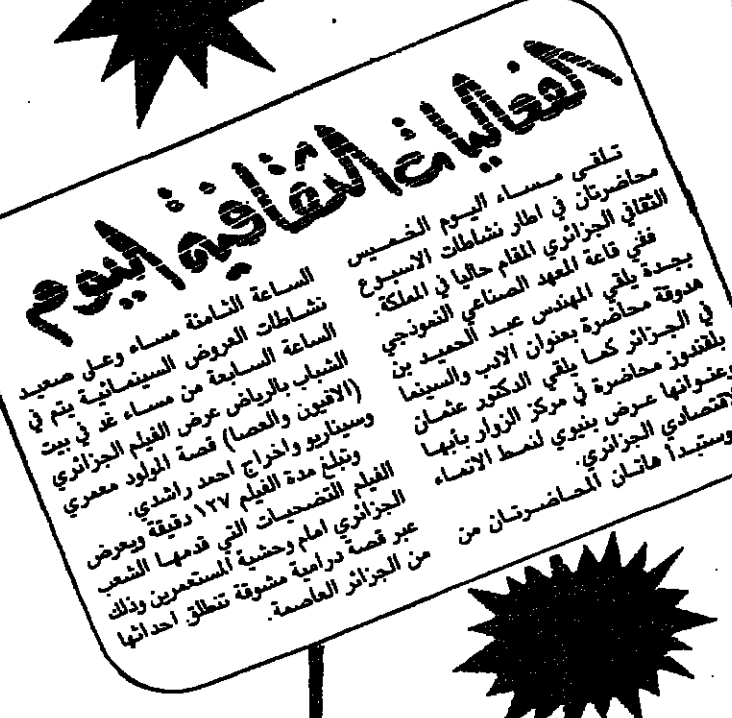 الفعاليات الثقافية اليوم
تلقى مساء اليوم الخميس
محاضرتان في اطار نشاطات الاسبوع
الثقافي الجزائري المقام حاليا في المملكة.
ففي قاعة المعهد الصناعي النموذجي
بجدة يلقي المهندس عبد الحميد بن
هدوقة محاضرة بعنوان الادب والسينما
في الجزائر كما يلقي الدكتور عثمان
بلقندوز محاضرة في مركز الزوار بأبها
وعنوانها عرض بنيوي لنمط الانماء
الاقتصادي الجزائري.
وستبدأ هاتان المحاضرتان من
الساعة الثامنة مساء وعلى صعيد
نشاطات العروض السينمائية يتم في
الساعة السابعة من مساء غد في بيت
الشباب بالرياض عرض الفيلم الجزائري
(الافيون والعصا) قصة المولود معمري
وسيناريو واخراج احمد راشدي.
وتبلغ مدة الفيلم ١٢٧ دقيقة ويعرض
الفيلم التضحيات التي قدمها الشعب
الجزائري امام وحشية المستعمرين وذلك
عبر قصة درامية مشوقة تنطلق احداثها
من الجزائر العاصمة.